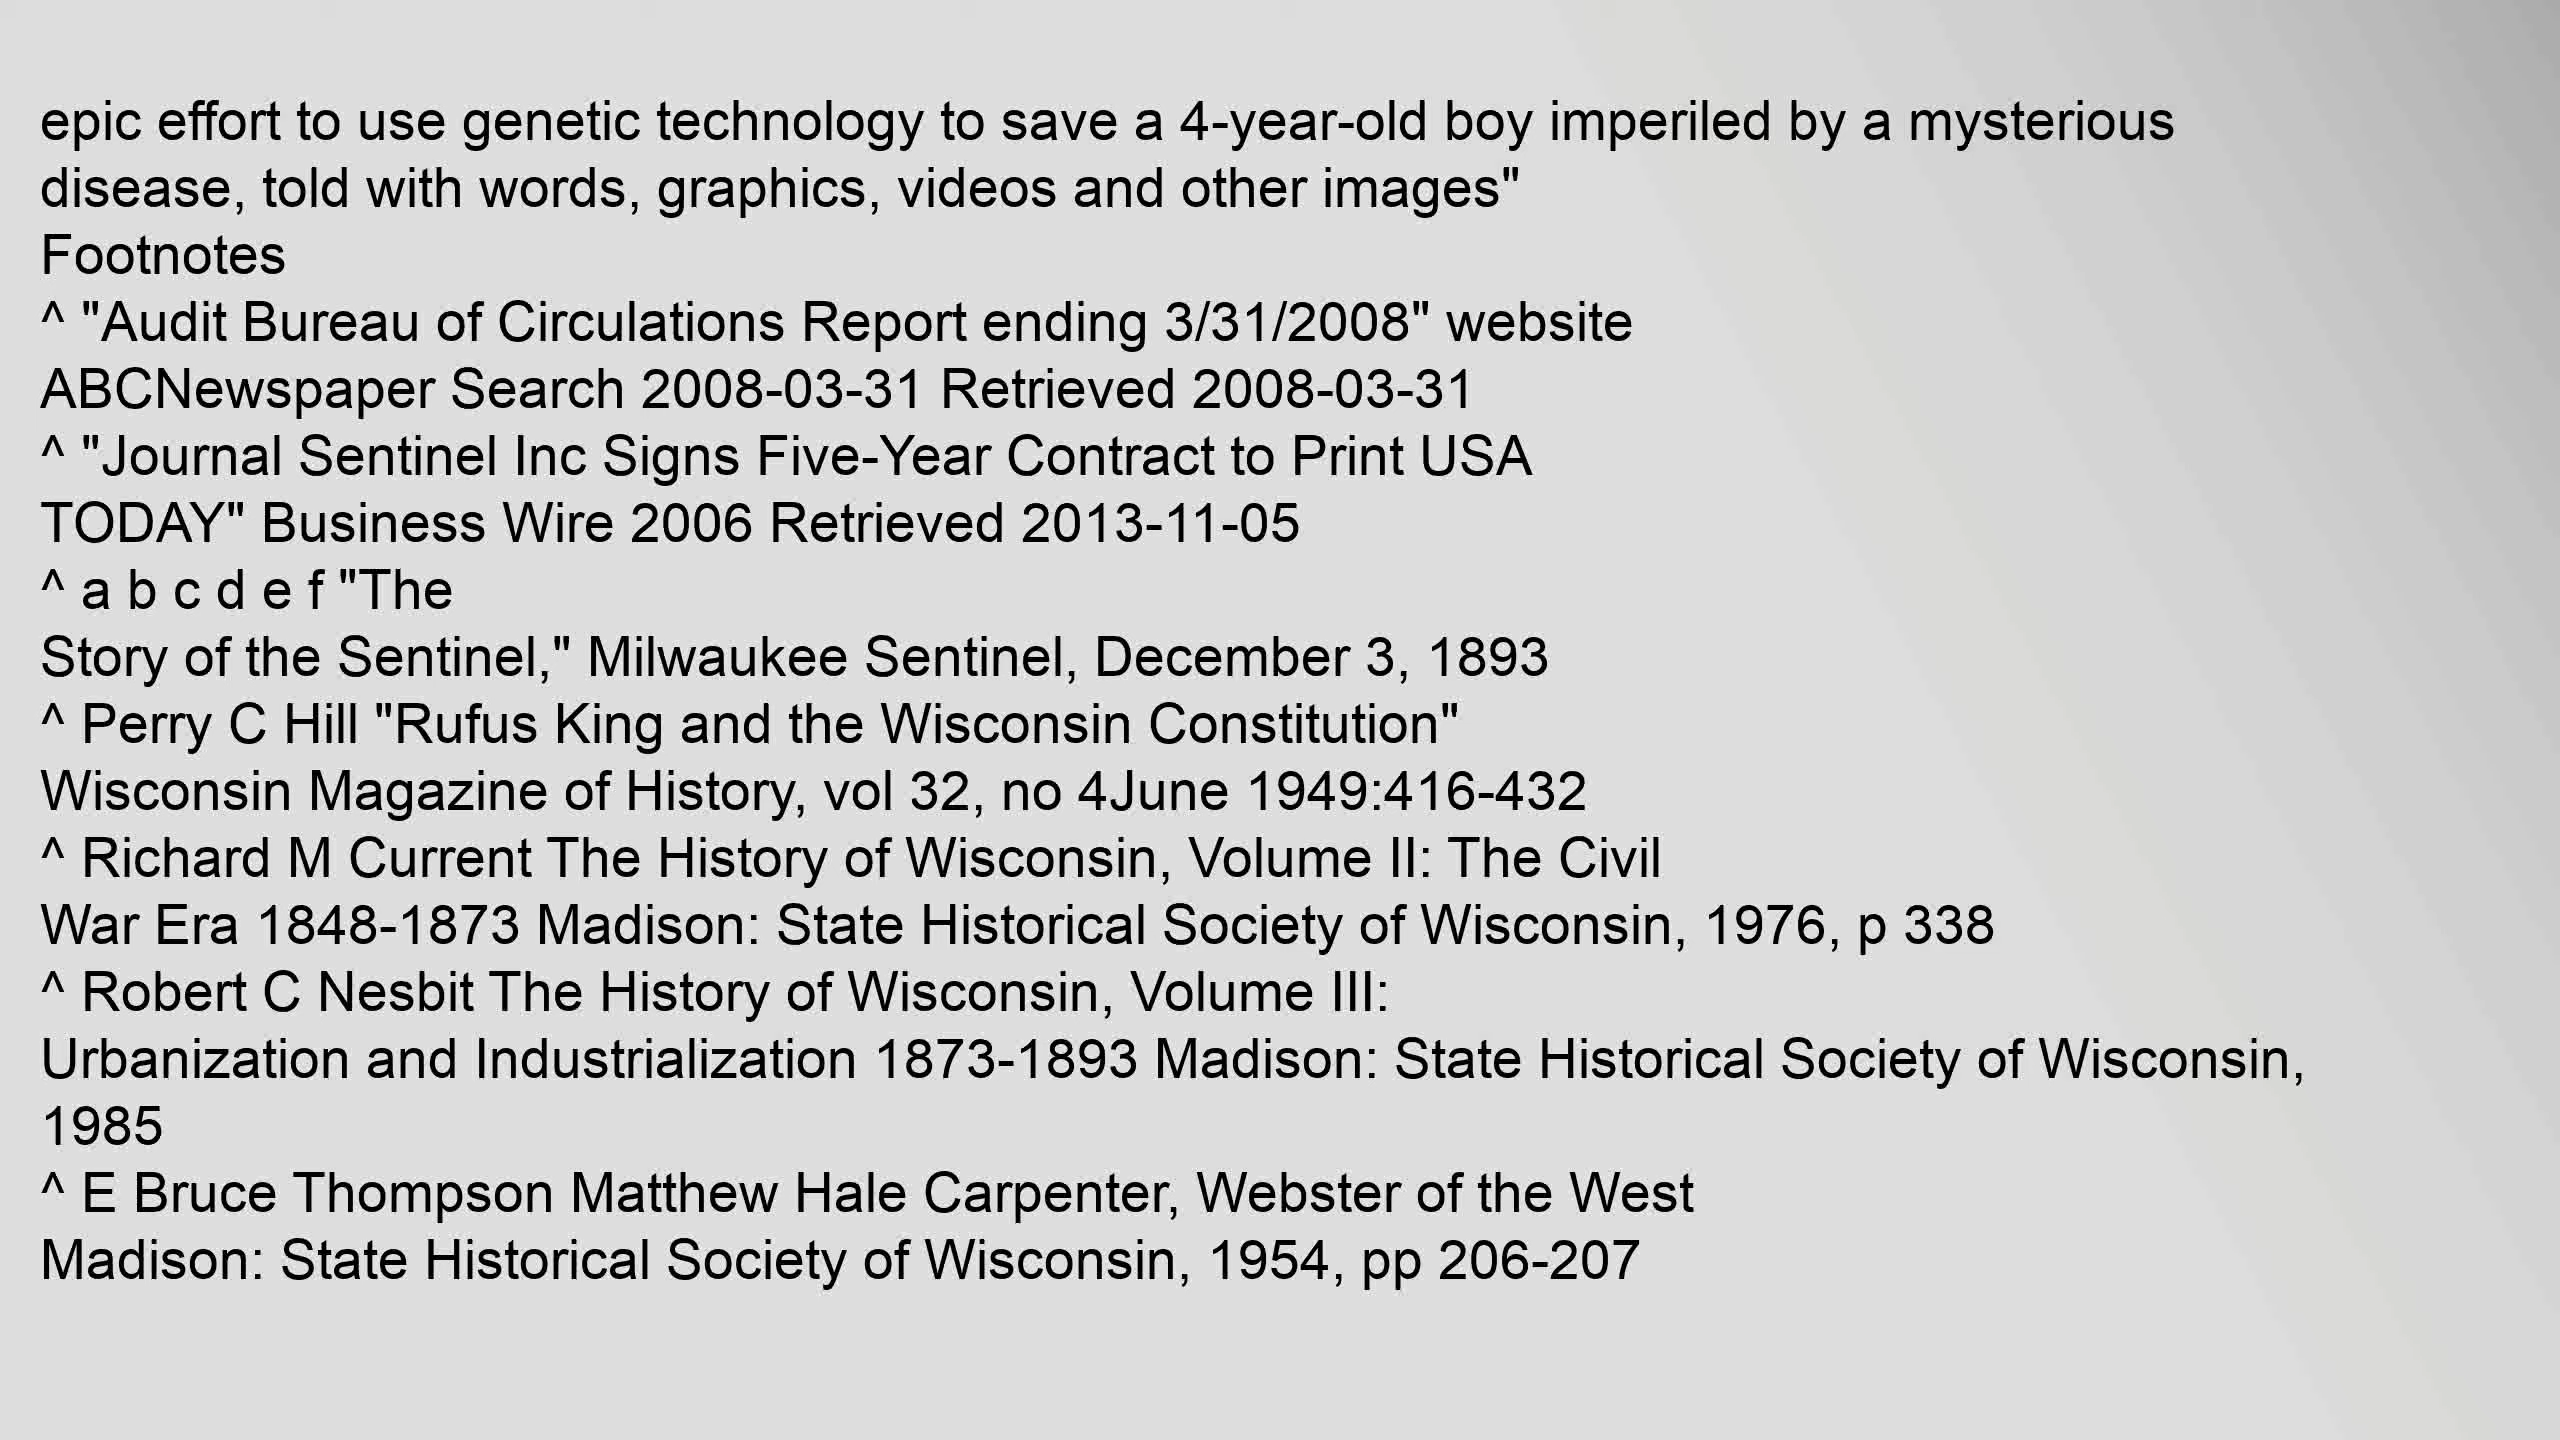 epic effort to use genetic technology to save a 4-year-old boy imperiled by a mysterious
disease, told with words, graphics, videos and other images"
Footnotes
^ "Audit Bureau of Circulations Report ending 3/31/2008" website
ABCNewspaper Search 2008-03-31 Retrieved 2008-03-31
^ "Journal Sentinel Inc Signs Five-Year Contract to Print USA
TODAY" Business Wire 2006 Retrieved 2013-11-05
^ a b c d e f "The
Story of the Sentinel," Milwaukee Sentinel, December 3, 1893
^ Perry C Hill "Rufus King and the Wisconsin Constitution"
Wisconsin Magazine of History, vol 32, no 4June 1949:416-432
^ Richard M Current The History of Wisconsin, Volume II: The Civil
War Era 1848-1873 Madison: State Historical Society of Wisconsin, 1976, p 338
^ Robert C Nesbit The History of Wisconsin, Volume III:
Urbanization and Industrialization 1873-1893 Madison: State Historical Society of Wisconsin,
1985
^ E Bruce Thompson Matthew Hale Carpenter, Webster of the West
Madison: State Historical Society of Wisconsin, 1954, pp 206-207